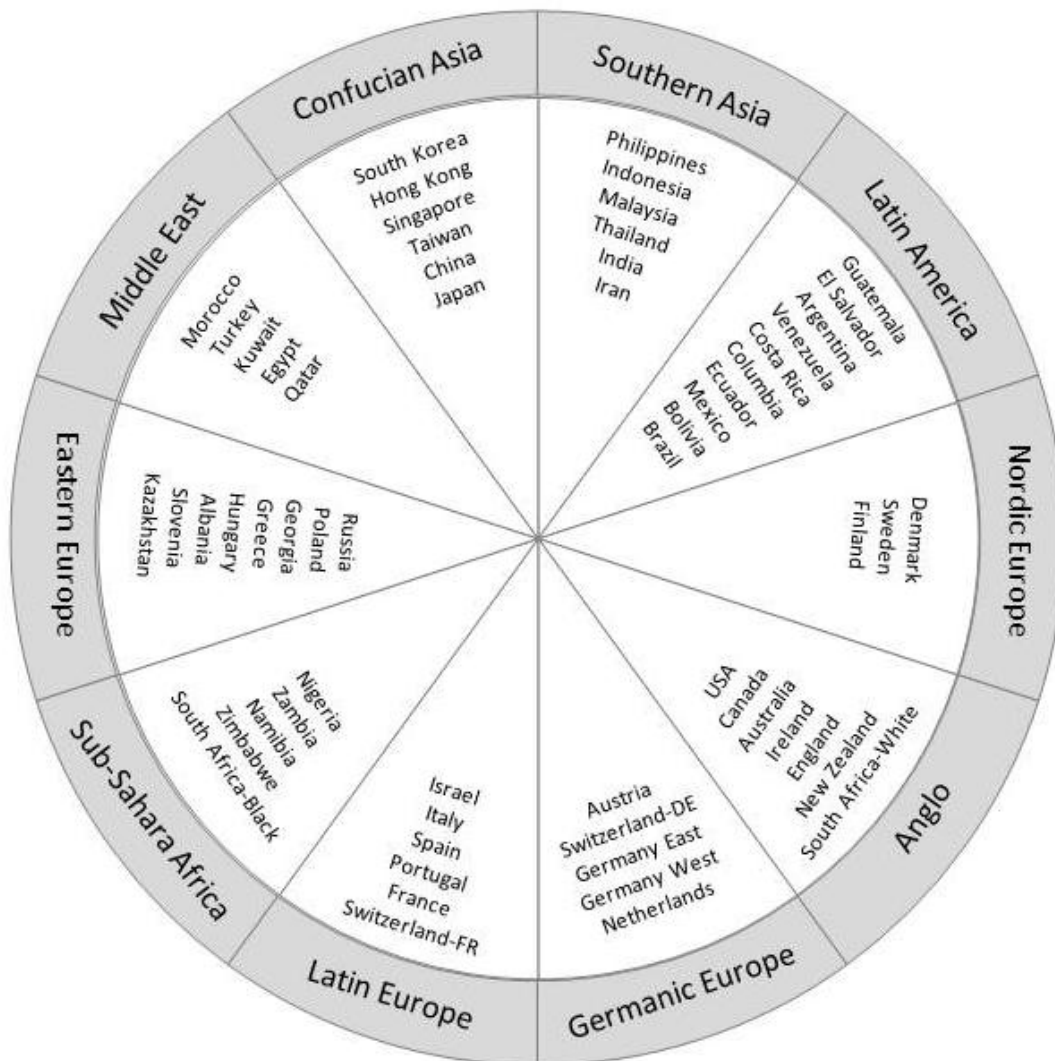 Confucian Asia
South Korea
Hong Kong
Singapore
Taiwan
China
Japan
Southern Asia
Philippines
Indonesia
Malaysia
Thailand
India
Iran
Latin America
Guatemala
El Salvador
Argentina
Venezuela
Costa Rica
Columbia
Ecuador
Mexico
Bolivia
Brazil
Nordic Europe
Denmark
Sweden
Finland
Anglo
USA
Canada
Australia
Ireland
England
New Zealand
South Africa-White
Germanic Europe
Austria
Switzerland-DE
Germany East
Germany West
Netherlands
Latin Europe
Israel
Italy
Spain
Portugal
France
Switzerland-FR
Sub-Sahara Africa
Nigeria
Zambia
Namibia
Zimbabwe
South Africa-Black
Eastern Europe
Russia
Poland
Georgia
Greece
Hungary
Albania
Slovenia
Kazakhstan
Middle East
Morocco
Turkey
Kuwait
Egypt
Qatar